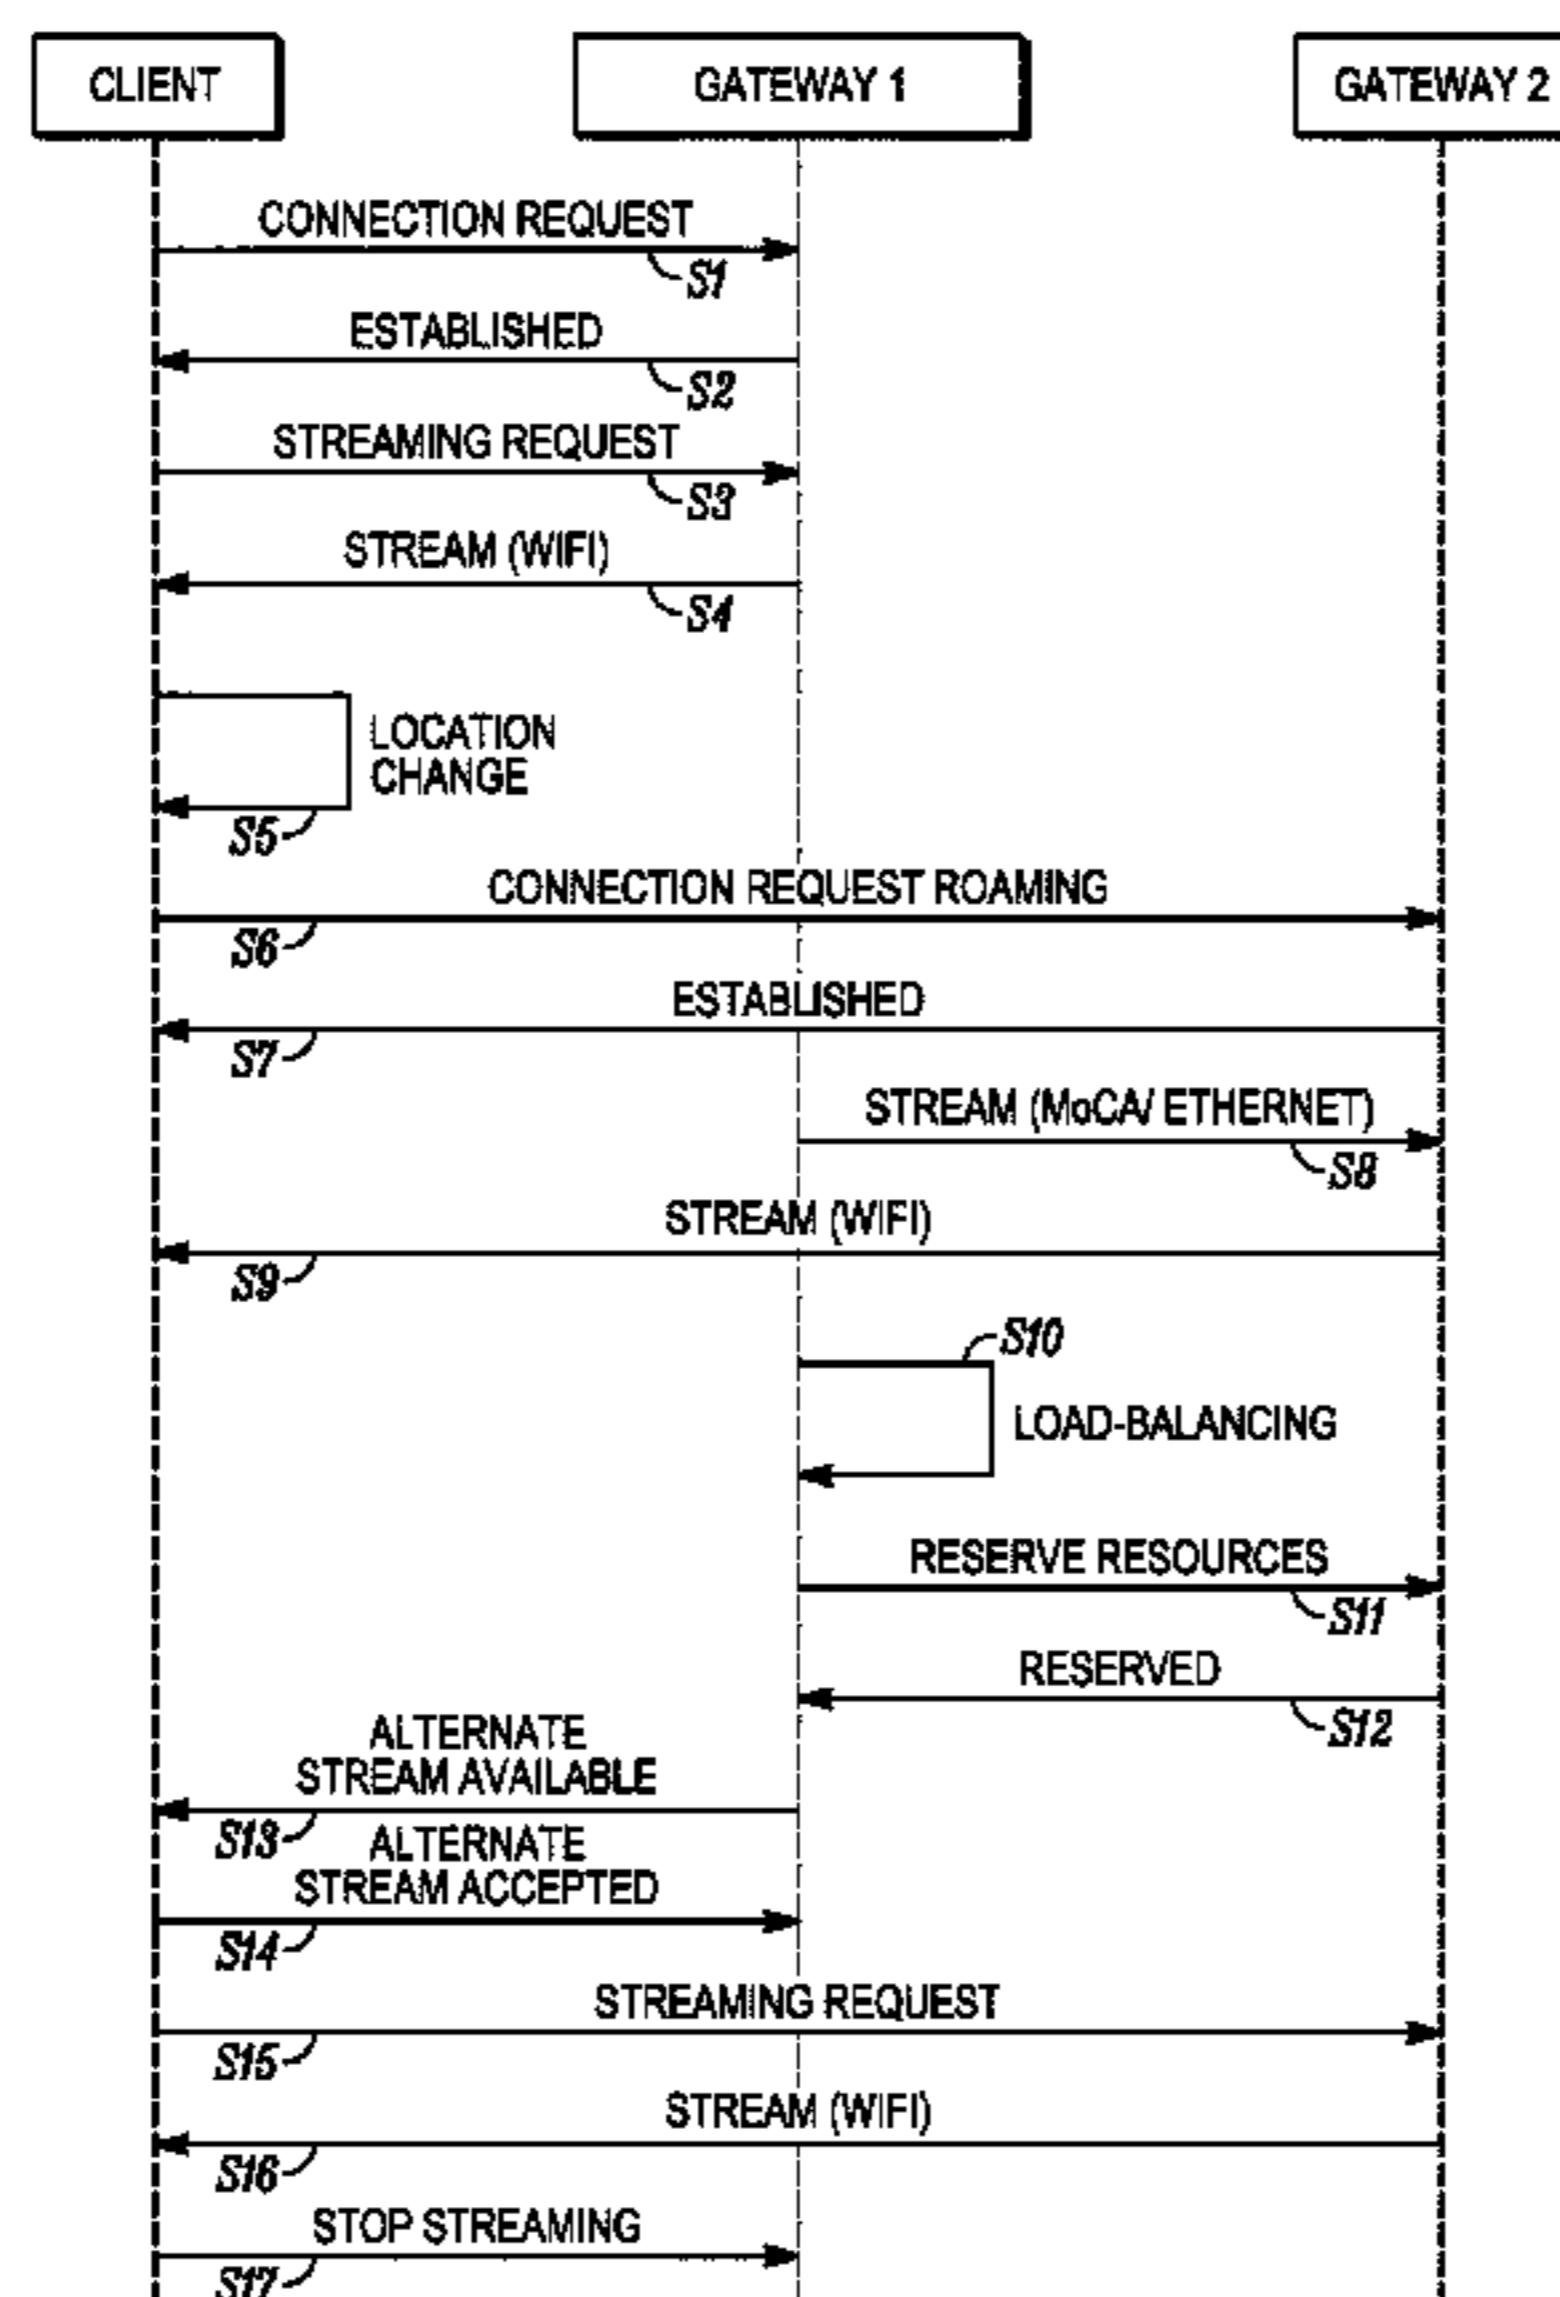 CLIENT
GATEWAY 1
GATEWAY 2
CONNECTION REQUEST
S1
ESTABLISHED
S2
STREAMING REQUEST
S3
STREAM (WIFI)
S4
LOCATION
CHANGE
S5
CONNECTION REQUEST ROAMING
S6
ESTABLISHED
S7
STREAM (MoCA/ ETHERNET)
S8
STREAM (WIFI)
S9
S10
LOAD-BALANCING
RESERVE RESOURCES
S11
RESERVED
S12
ALTERNATE
STREAM AVAILABLE
S13
ALTERNATE
STREAM ACCEPTED
S14
STREAMING REQUEST
S15
STREAM (WIFI)
S16
STOP STREAMING
S17